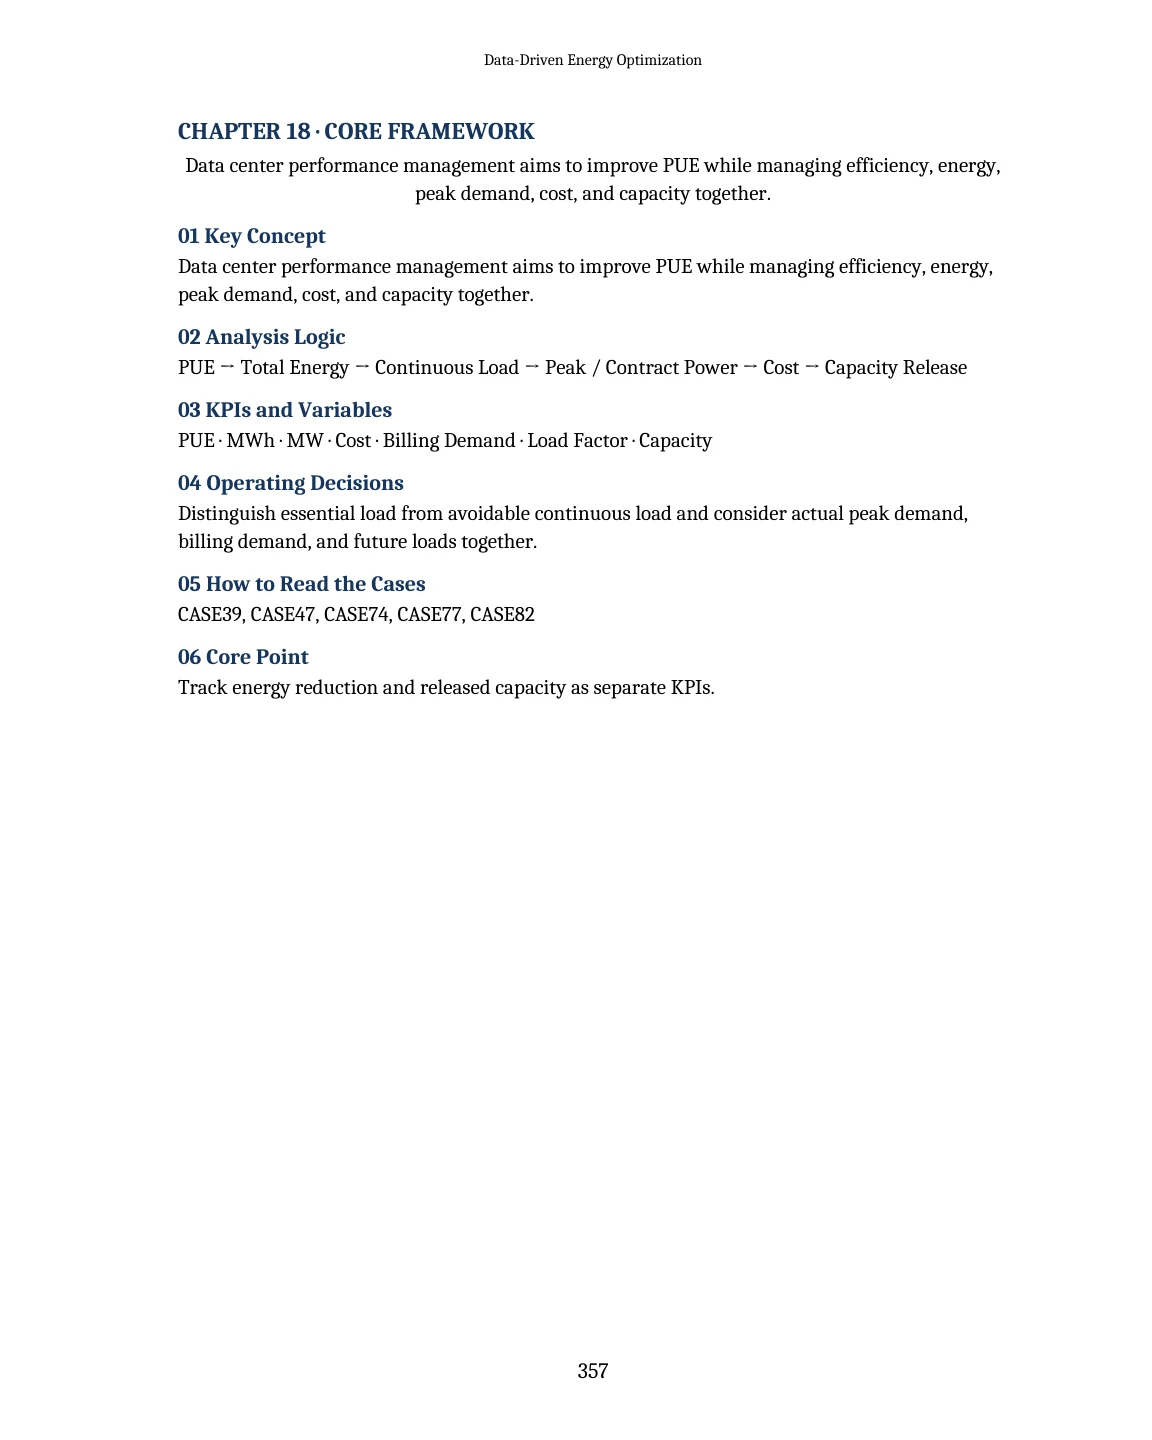 Data-Driven Energy Optimization
CHAPTER 18 · CORE FRAMEWORK
Data center performance management aims to improve PUE while managing efficiency, energy,
peak demand, cost, and capacity together.
01 Key Concept
Data center performance management aims to improve PUE while managing efficiency, energy,
peak demand, cost, and capacity together.
02 Analysis Logic
PUE → Total Energy → Continuous Load → Peak / Contract Power → Cost → Capacity Release
03 KPIs and Variables
PUE · MWh · MW · Cost · Billing Demand · Load Factor · Capacity
04 Operating Decisions
Distinguish essential load from avoidable continuous load and consider actual peak demand,
billing demand, and future loads together.
05 How to Read the Cases
CASE39, CASE47, CASE74, CASE77, CASE82
06 Core Point
Track energy reduction and released capacity as separate KPIs.
357